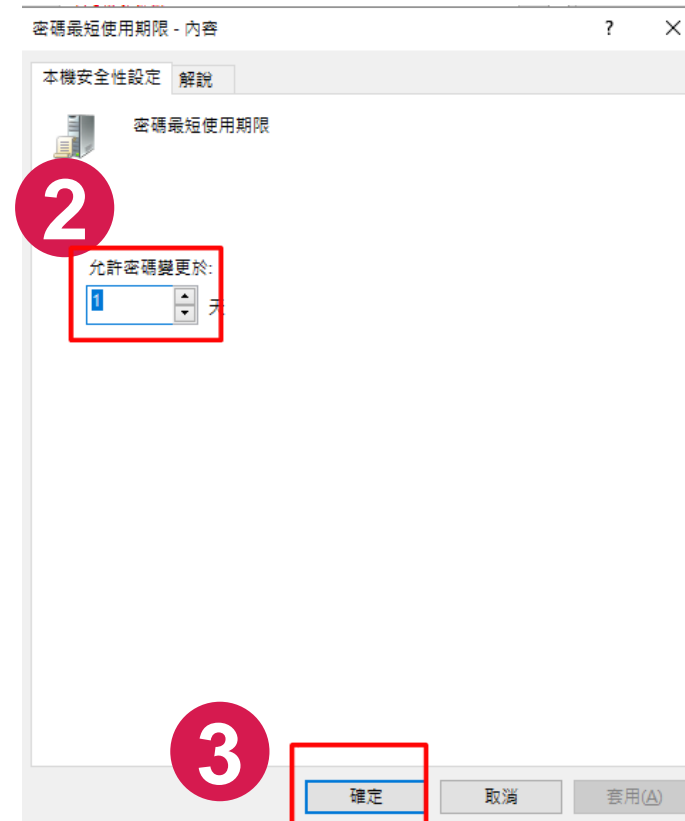 密碼最短使用期限 - 內容 ? ×
本機安全性設定 解說
密碼最短使用期限
2
允許密碼變更於:
1 天
3
確定 取消 套用(A)